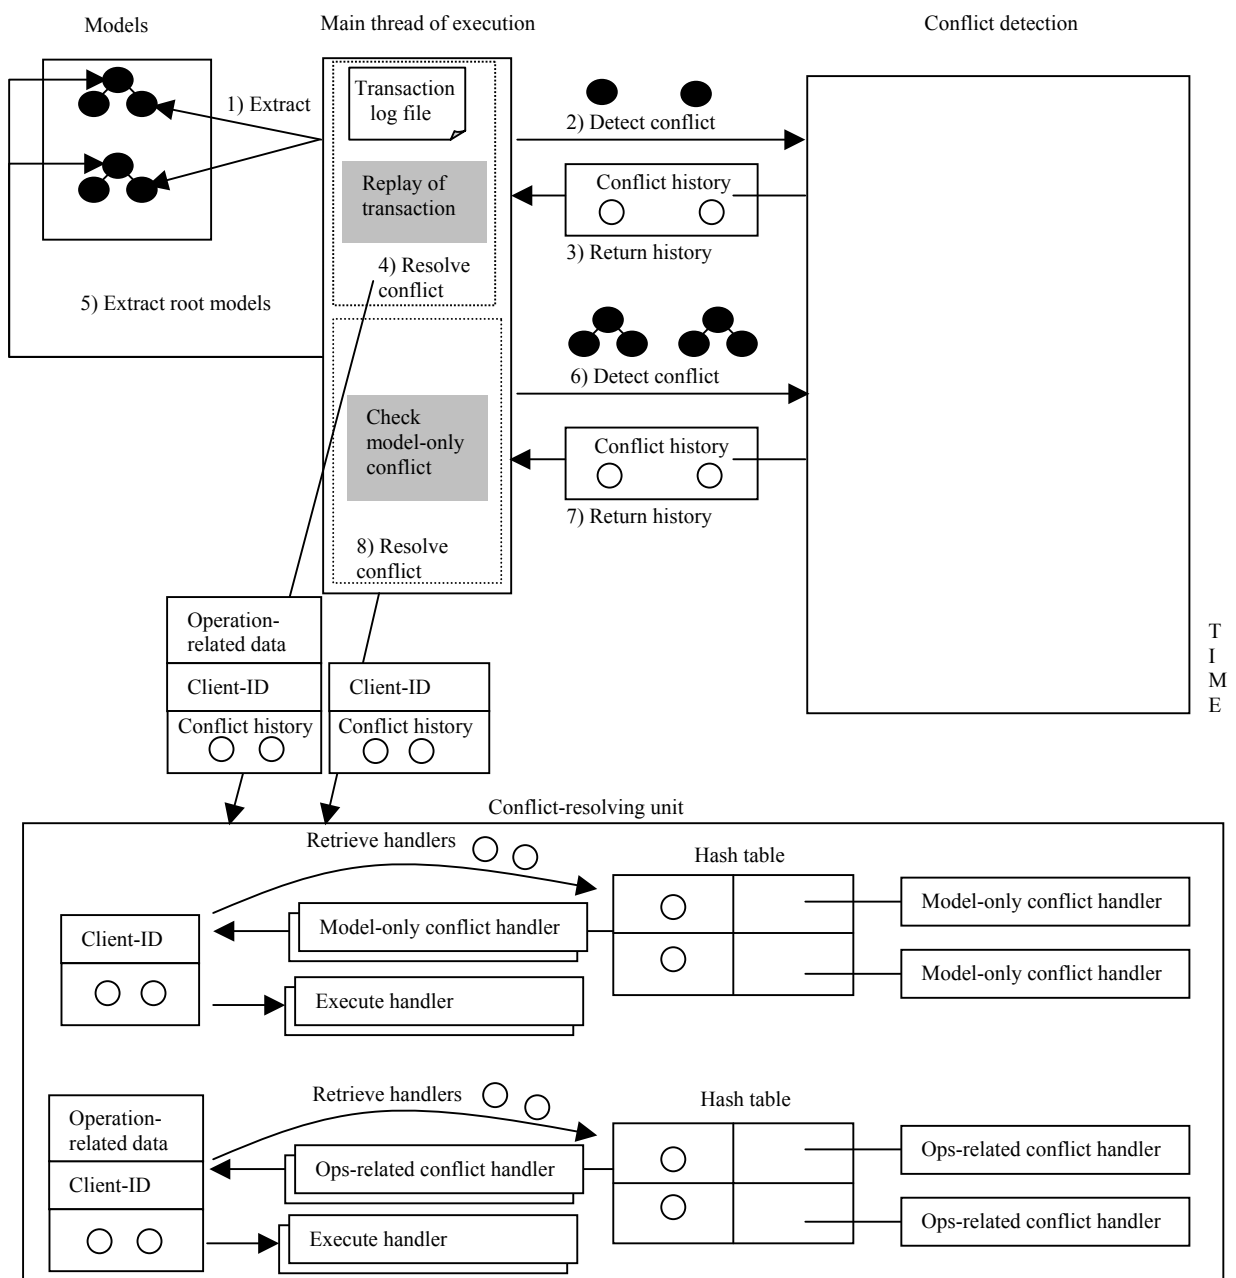 Models
Main thread of execution
Conflict detection
1) Extract
Transaction
log file
2) Detect conflict
Replay of
transaction
Conflict history
3) Return history
4) Resolve
conflict
5) Extract root models
6) Detect conflict
Check
model-only
conflict
Conflict history
7) Return history
8) Resolve
conflict
T
I
M
E
Operation-
related data
Client-ID
Conflict history
Client-ID
Conflict history
Conflict-resolving unit
Retrieve handlers
Hash table
Model-only conflict handler
Client-ID
Model-only conflict handler
Model-only conflict handler
Execute handler
Retrieve handlers
Hash table
Operation-
related data
Client-ID
Ops-related conflict handler
Ops-related conflict handler
Ops-related conflict handler
Execute handler